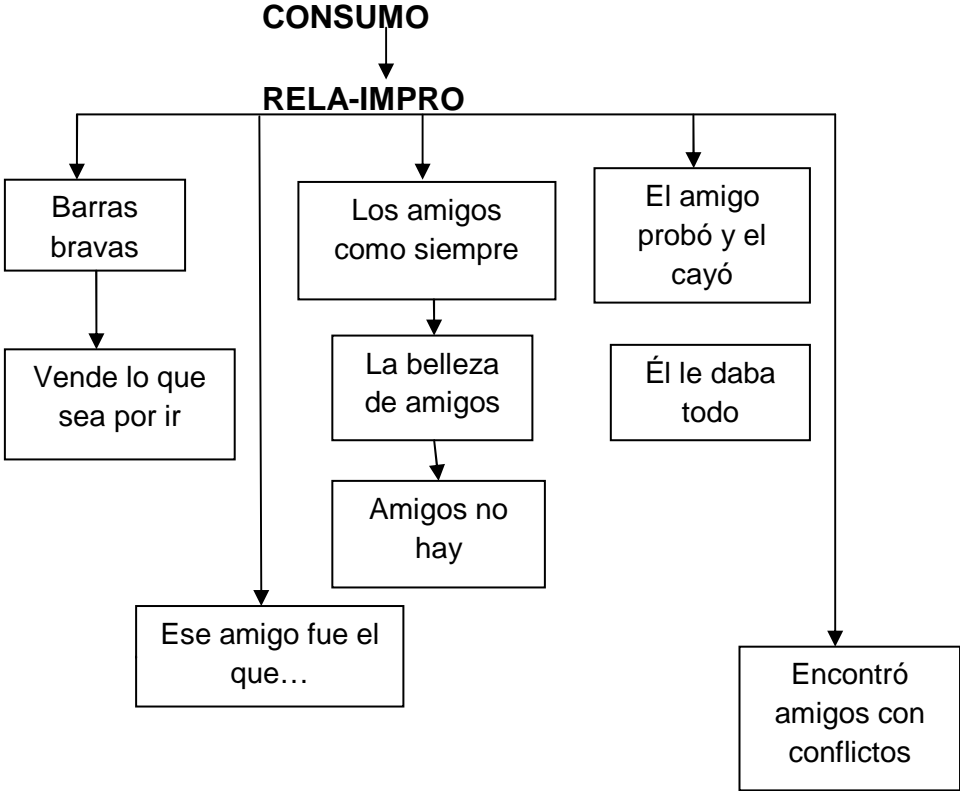 CONSUMO
RELA-IMPRO
Barras
bravas
Vende lo que
sea por ir
Los amigos
como siempre
La belleza
de amigos
Amigos no
hay
El amigo
probó y el
cayó
Él le daba
todo
Ese amigo fue el
que…
Encontró
amigos con
conflictos